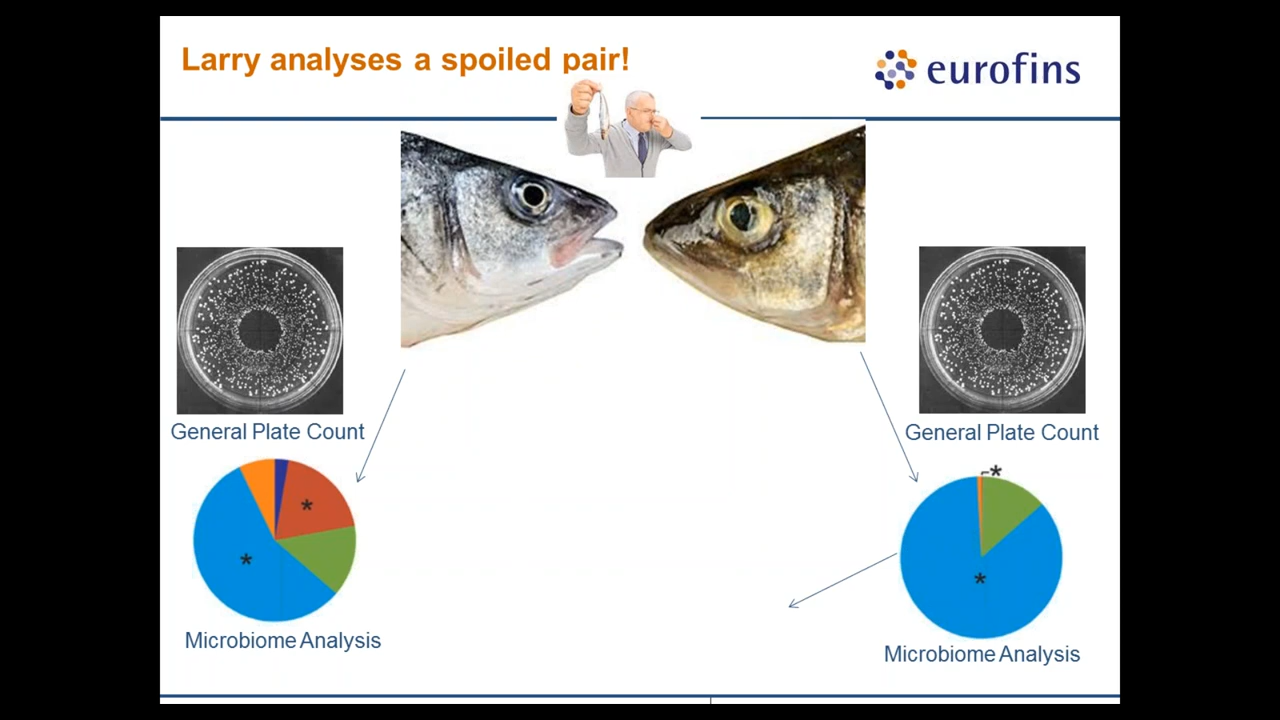 Larry analyses a spoiled pair!
eurofins
General Plate Count
General Plate Count
*
*
*
*
Microbiome Analysis
Microbiome Analysis